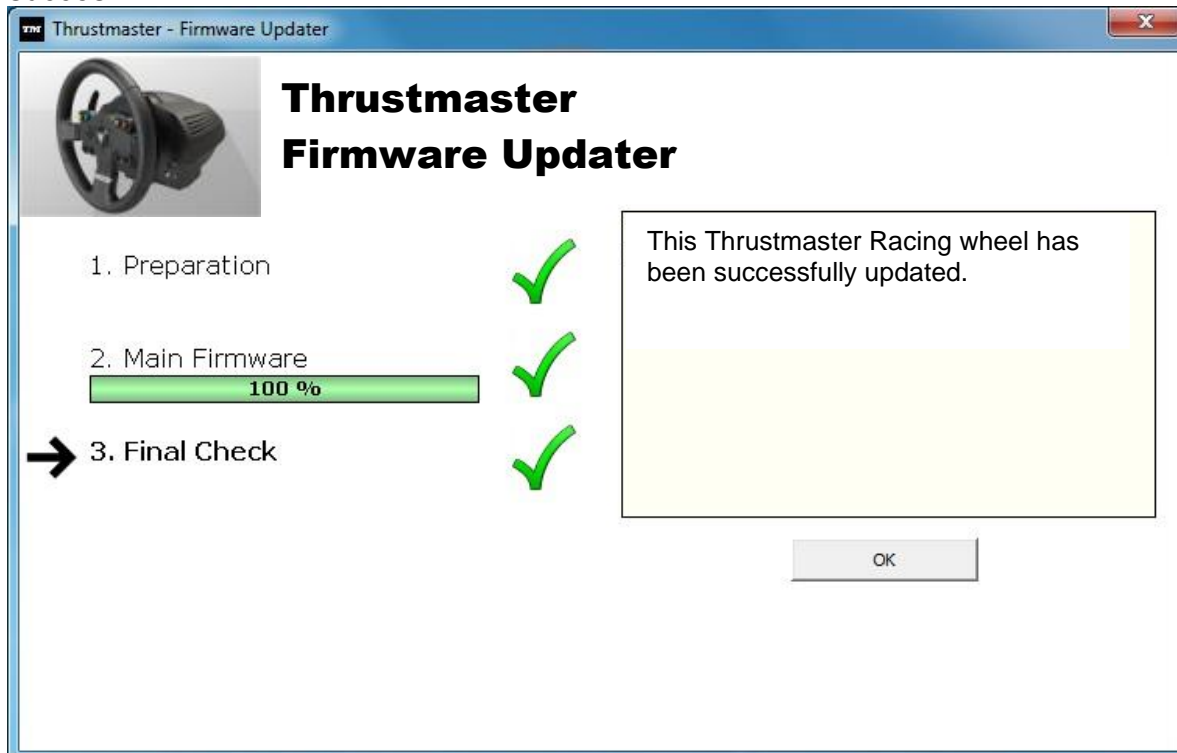 Thrustmaster - Firmware Updater
Thrustmaster
Firmware Updater
1. Preparation
2. Main Firmware
100 %
3. Final Check
This Thrustmaster Racing wheel has
been successfully updated.
OK